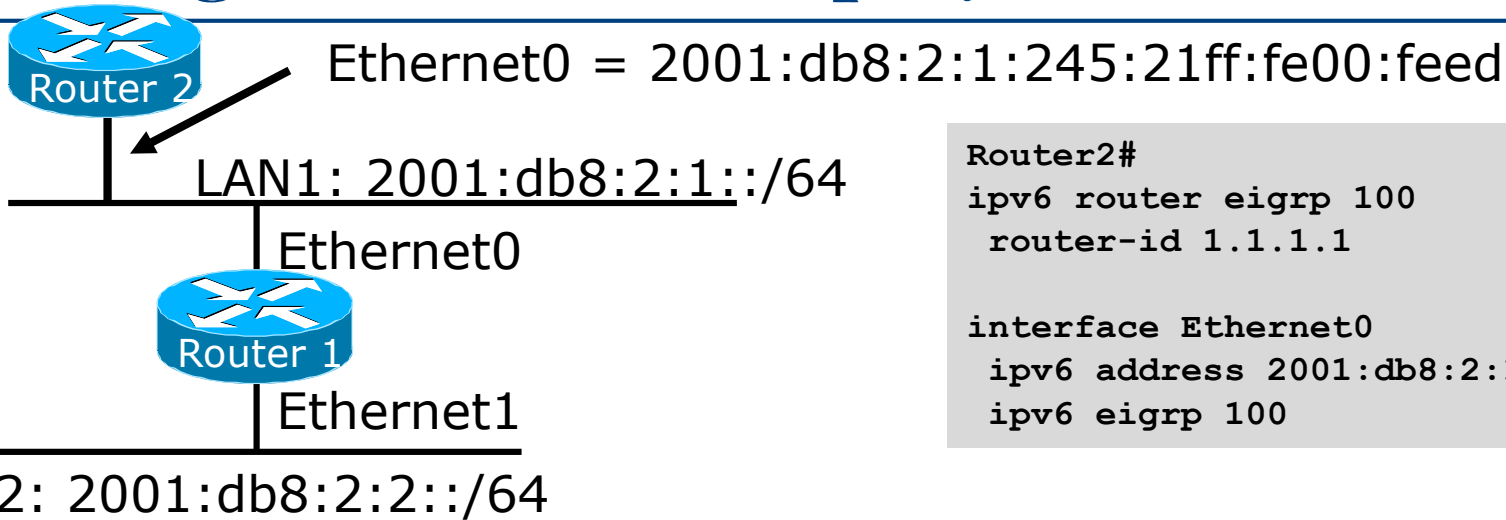 Router 2
Ethernet0 = 2001:db8:2:1:245:21ff:fe00:feed
LAN1: 2001:db8:2:1::/64
Ethernet0
Router 1
Ethernet1
2: 2001:db8:2:2::/64
Router2#
ipv6 router eigrp 100
router-id 1.1.1.1
interface Ethernet0
ipv6 address 2001:db8:2:
ipv6 eigrp 100